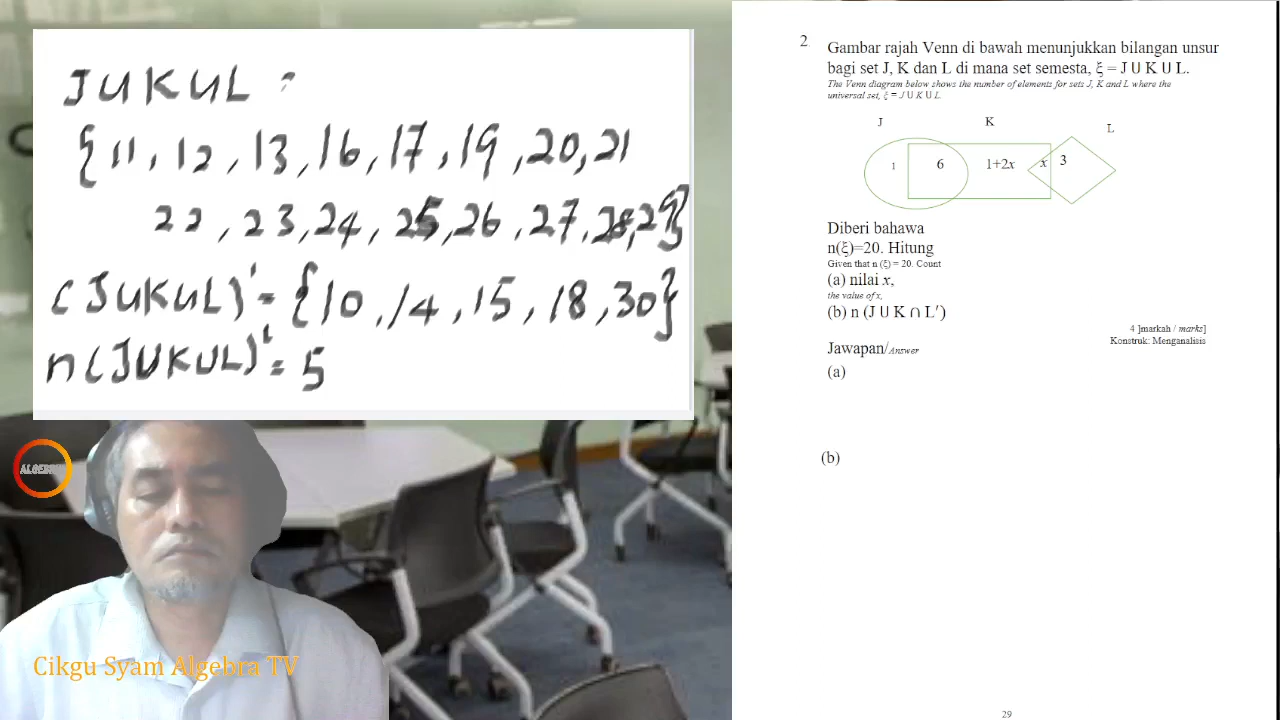 JUKUL =
{11, 12, 13, 16, 17, 19, 20, 21
22, 23, 24, 25, 26, 27, 28, 29}
(JUKUL)' = {10, 14, 15, 18, 30}
n(JUKUL)' = 5
ALGEBRA
Cikgu Syam Algebra TV
2
Gambar rajah Venn di bawah menunjukkan bilangan unsur
bagi set J, K dan L di mana set semesta, ξ = J U K U L.
The Venn diagram below shows the number of elements for sets J, K and L where the
universal set, ξ = J U K U L.
J K L
1 6 1+2x x 3
Diberi bahawa
n(ξ)=20. Hitung
Given that n (ξ) = 20. Count
(a) nilai x,
the value of x,
(b) n (J U K ∩ L′)
4 ]markah / marks]
Konstruk: Menganalisis
Jawapan/Answer
(a)
(b)
29